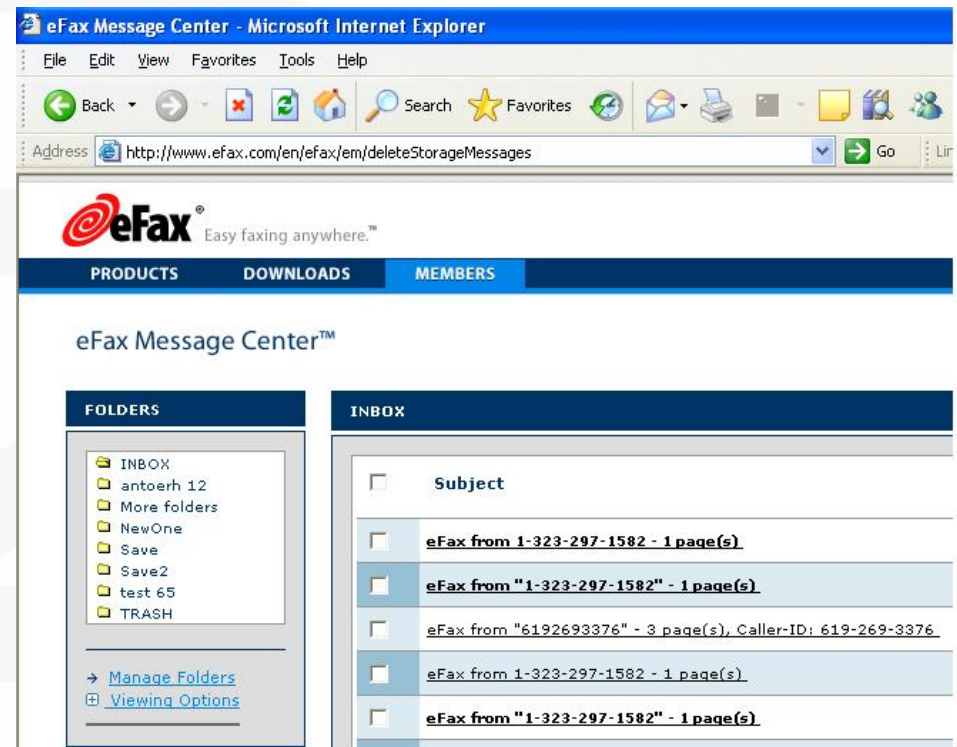 eFax Message Center - Microsoft Internet Explorer
File Edit View Favorites Tools Help
Back Search Favorites
Address http://www.efax.com/en/efax/em/deleteStorageMessages Go
eFax® Easy faxing anywhere.™
PRODUCTS DOWNLOADS MEMBERS
eFax Message Center™
FOLDERS
INBOX
antoerh 12
More folders
NewOne
Save
Save2
test 65
TRASH
Manage Folders
Viewing Options
INBOX
Subject
eFax from 1-323-297-1582 - 1 page(s)
eFax from "1-323-297-1582" - 1 page(s)
eFax from "6192693376" - 3 page(s), Caller-ID: 619-269-3376
eFax from 1-323-297-1582 - 1 page(s)
eFax from "1-323-297-1582" - 1 page(s)